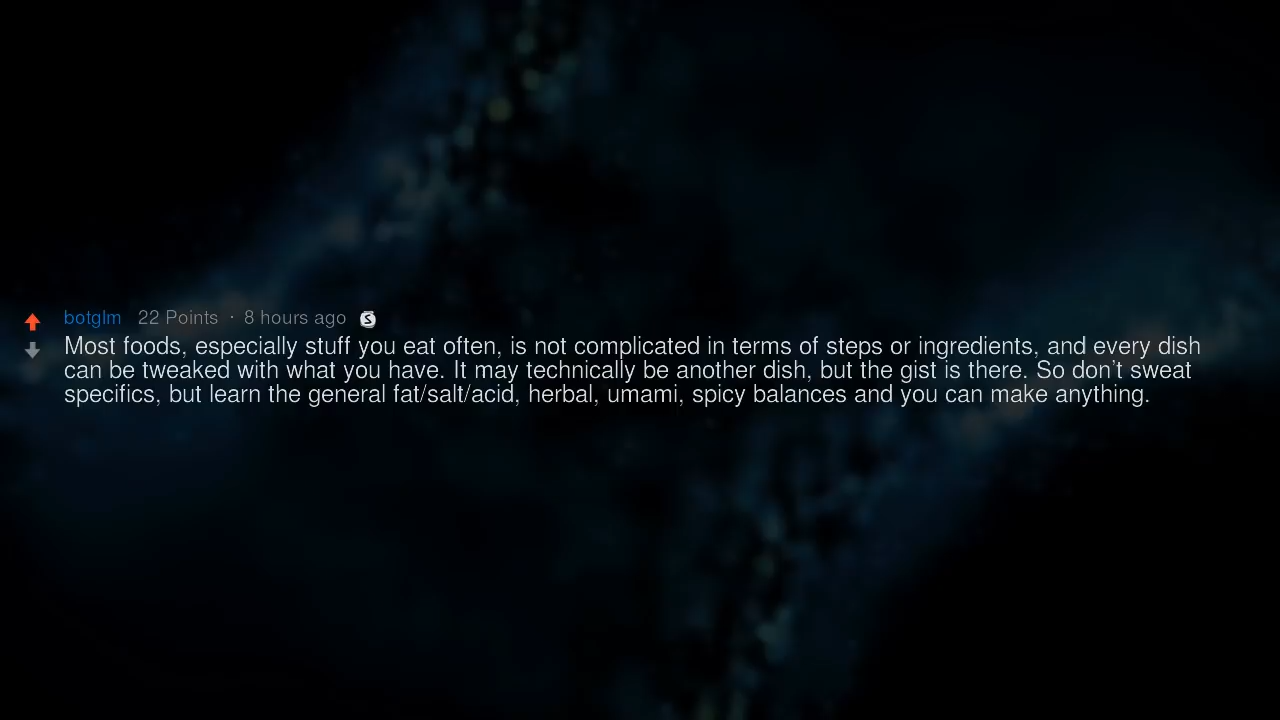 botglm 22 Points · 8 hours ago S
Most foods, especially stuff you eat often, is not complicated in terms of steps or ingredients, and every dish
can be tweaked with what you have. It may technically be another dish, but the gist is there. So don't sweat
specifics, but learn the general fat/salt/acid, herbal, umami, spicy balances and you can make anything.